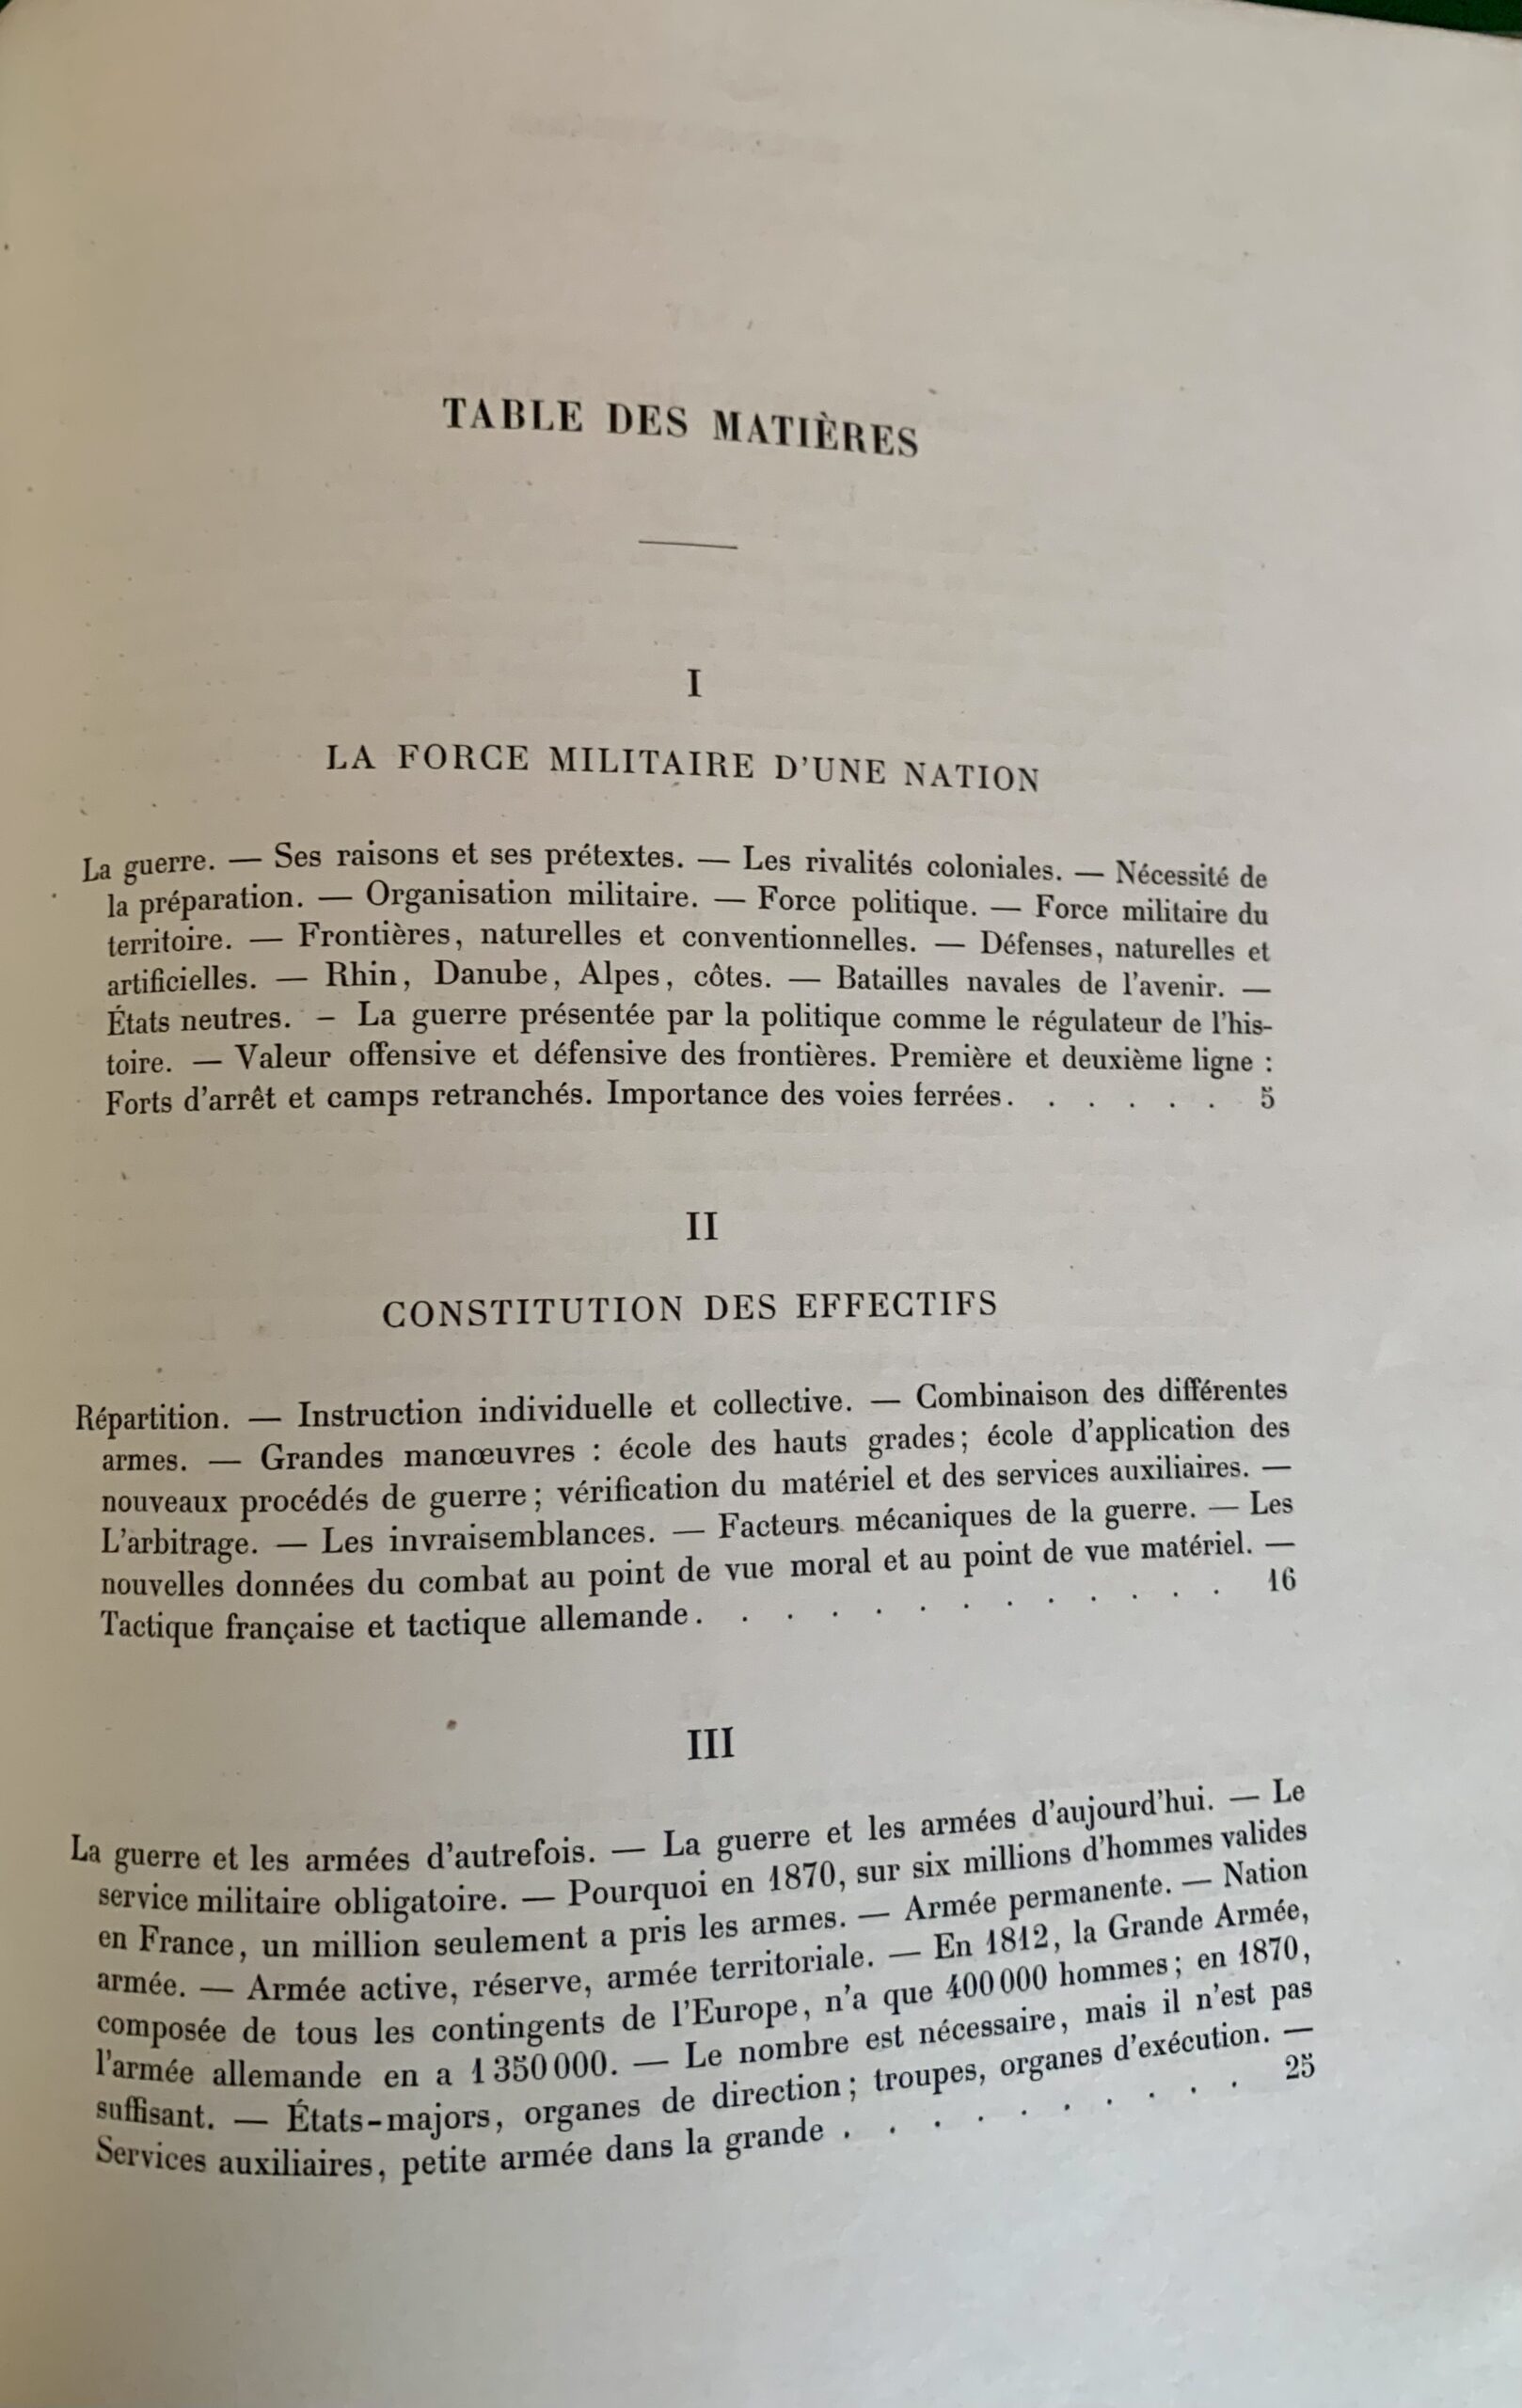 TABLE DES MATIÈRES
I
LA FORCE MILITAIRE D'UNE NATION
La guerre. — Ses raisons et ses prétextes. — Les rivalités coloniales. — Nécessité de
la préparation. — Organisation militaire. — Force politique. — Force militaire du
territoire. — Frontières, naturelles et conventionnelles. — Défenses, naturelles et
artificielles. — Rhin, Danube, Alpes, côtes. — Batailles navales de l'avenir. —
États neutres. – La guerre présentée par la politique comme le régulateur de l'his-
toire. — Valeur offensive et défensive des frontières. Première et deuxième ligne :
Forts d'arrêt et camps retranchés. Importance des voies ferrées. . . . . . 5
II
CONSTITUTION DES EFFECTIFS
Répartition. — Instruction individuelle et collective. — Combinaison des différentes
armes. — Grandes manœuvres : école des hauts grades; école d'application des
nouveaux procédés de guerre; vérification du matériel et des services auxiliaires. —
L'arbitrage. — Les invraisemblances. — Facteurs mécaniques de la guerre. — Les
nouvelles données du combat au point de vue moral et au point de vue matériel. —
Tactique française et tactique allemande. . . . . . . . . . . . . 16
III
La guerre et les armées d'autrefois. — La guerre et les armées d'aujourd'hui. — Le
service militaire obligatoire. — Pourquoi en 1870, sur six millions d'hommes valides
en France, un million seulement a pris les armes. — Armée permanente. — Nation
armée. — Armée active, réserve, armée territoriale. — En 1812, la Grande Armée,
composée de tous les contingents de l'Europe, n'a que 400 000 hommes; en 1870,
l'armée allemande en a 1 350 000. — Le nombre est nécessaire, mais il n'est pas
suffisant. — États-majors, organes de direction; troupes, organes d'exécution. —
Services auxiliaires, petite armée dans la grande . . . . . . . . . . 25